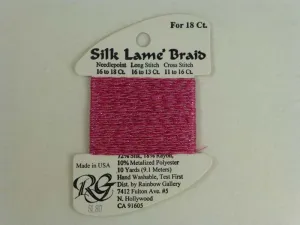 For 18 Ct.
Silk Lame' Braid
Needlepoint Long Stitch Cross Stitch
16 to 18 Ct. 16 to 13 Ct. 11 to 16 Ct.
Made in USA
RG
72% Silk, 18% Rayon,
10% Metalized Polyester
10 Yards (9.1 Meters)
Hand Washable, Test First
Dist. by Rainbow Gallery
7412 Fulton Ave. #5
N. Hollywood
CA 91605